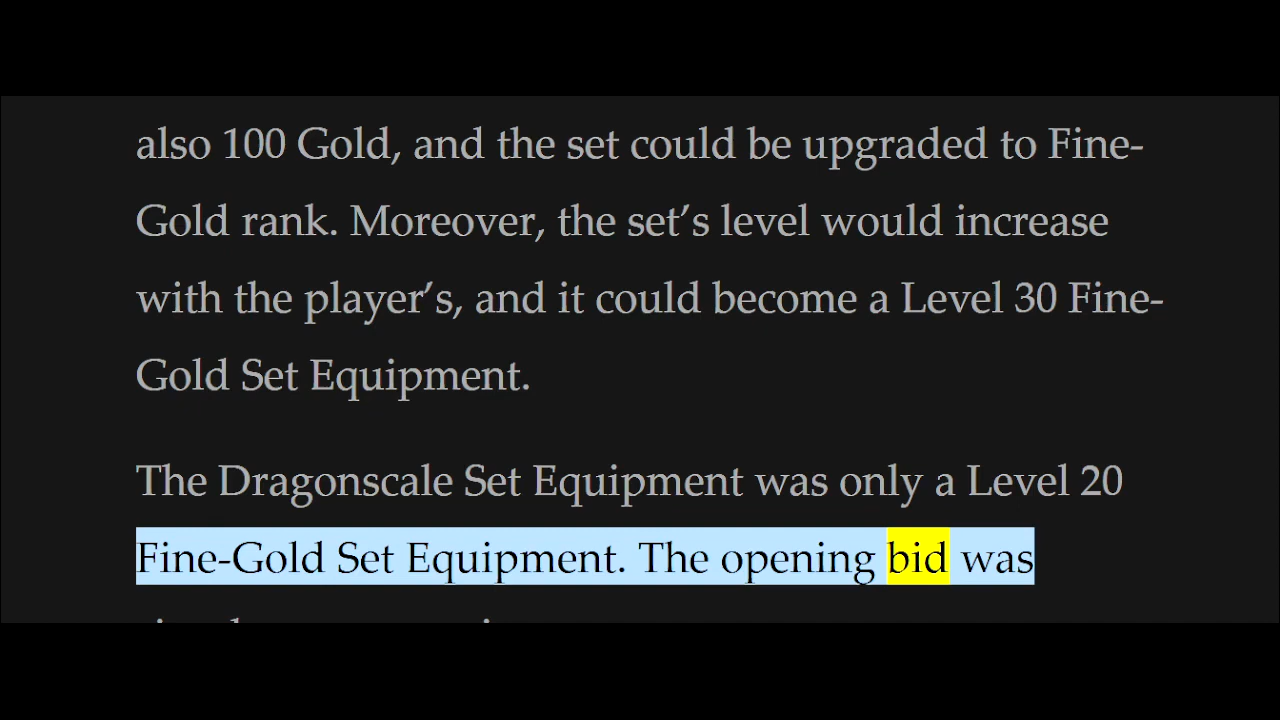 also 100 Gold, and the set could be upgraded to Fine-
Gold rank. Moreover, the set’s level would increase
with the player’s, and it could become a Level 30 Fine-
Gold Set Equipment.
The Dragonscale Set Equipment was only a Level 20
Fine-Gold Set Equipment. The opening bid was